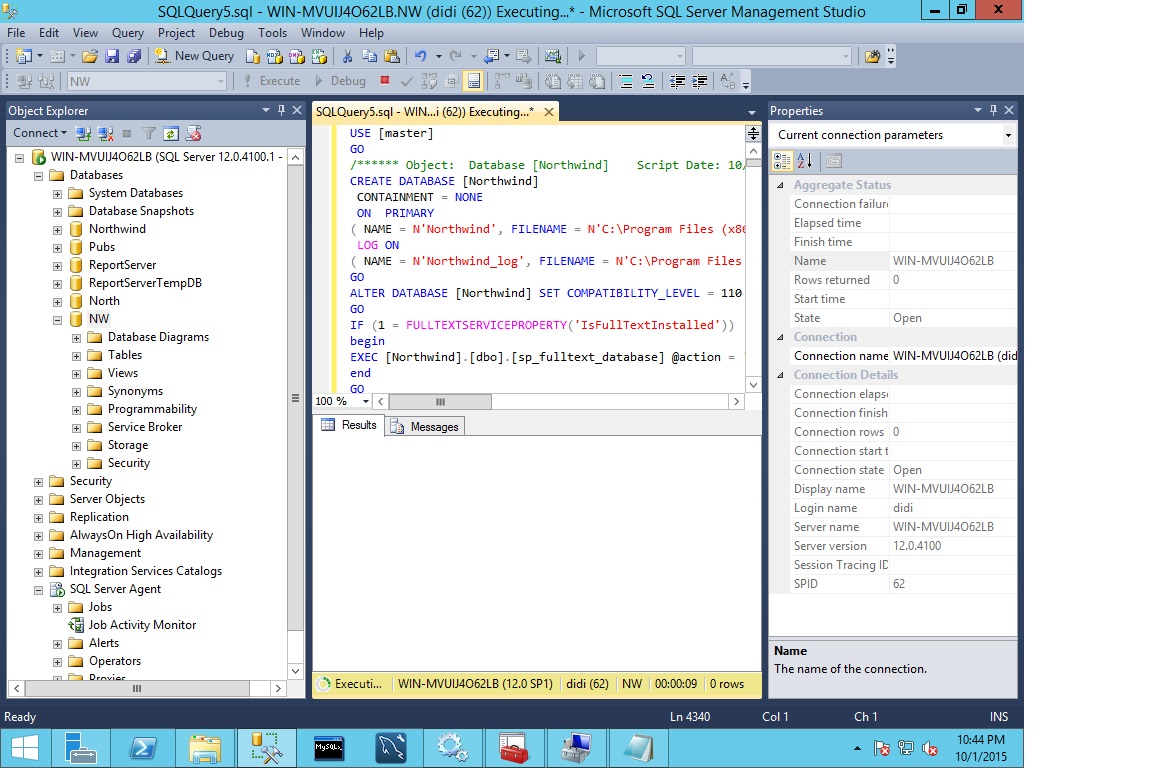 SQLQuery5.sql - WIN-MVUIJ4O62LB.NW (didi (62)) Executing...* - Microsoft SQL Server Management Studio
File Edit View Query Project Debug Tools Window Help
New Query
NW Execute Debug
Object Explorer
Connect
WIN-MVUIJ4O62LB (SQL Server 12.0.4100.1 -
Databases
System Databases
Database Snapshots
Northwind
Pubs
ReportServer
ReportServerTempDB
North
NW
Database Diagrams
Tables
Views
Synonyms
Programmability
Service Broker
Storage
Security
Security
Server Objects
Replication
AlwaysOn High Availability
Management
Integration Services Catalogs
SQL Server Agent
Jobs
Job Activity Monitor
Alerts
Operators
Proxies
SQLQuery5.sql - WIN...i (62)) Executing...*
USE [master]
GO
/****** Object:  Database [Northwind]    Script Date: 10/
CREATE DATABASE [Northwind]
CONTAINMENT = NONE
ON  PRIMARY
( NAME = N'Northwind', FILENAME = N'C:\Program Files (x86
LOG ON
( NAME = N'Northwind_log', FILENAME = N'C:\Program Files
GO
ALTER DATABASE [Northwind] SET COMPATIBILITY_LEVEL = 110
GO
IF (1 = FULLTEXTSERVICEPROPERTY('IsFullTextInstalled'))
begin
EXEC [Northwind].[dbo].[sp_fulltext_database] @action =
end
GO
100 %
Results Messages
Executi... WIN-MVUIJ4O62LB (12.0 SP1) didi (62) NW 00:00:09 0 rows
Properties
Current connection parameters
Aggregate Status
Connection failure
Elapsed time
Finish time
Name WIN-MVUIJ4O62LB
Rows returned 0
Start time
State Open
Connection
Connection name WIN-MVUIJ4O62LB (did
Connection Details
Connection elaps
Connection finish
Connection rows 0
Connection start t
Connection state Open
Display name WIN-MVUIJ4O62LB
Login name didi
Server name WIN-MVUIJ4O62LB
Server version 12.0.4100
Session Tracing ID
SPID 62
Name
The name of the connection.
Ready Ln 4340 Col 1 Ch 1 INS
MySQL>
10:44 PM
10/1/2015